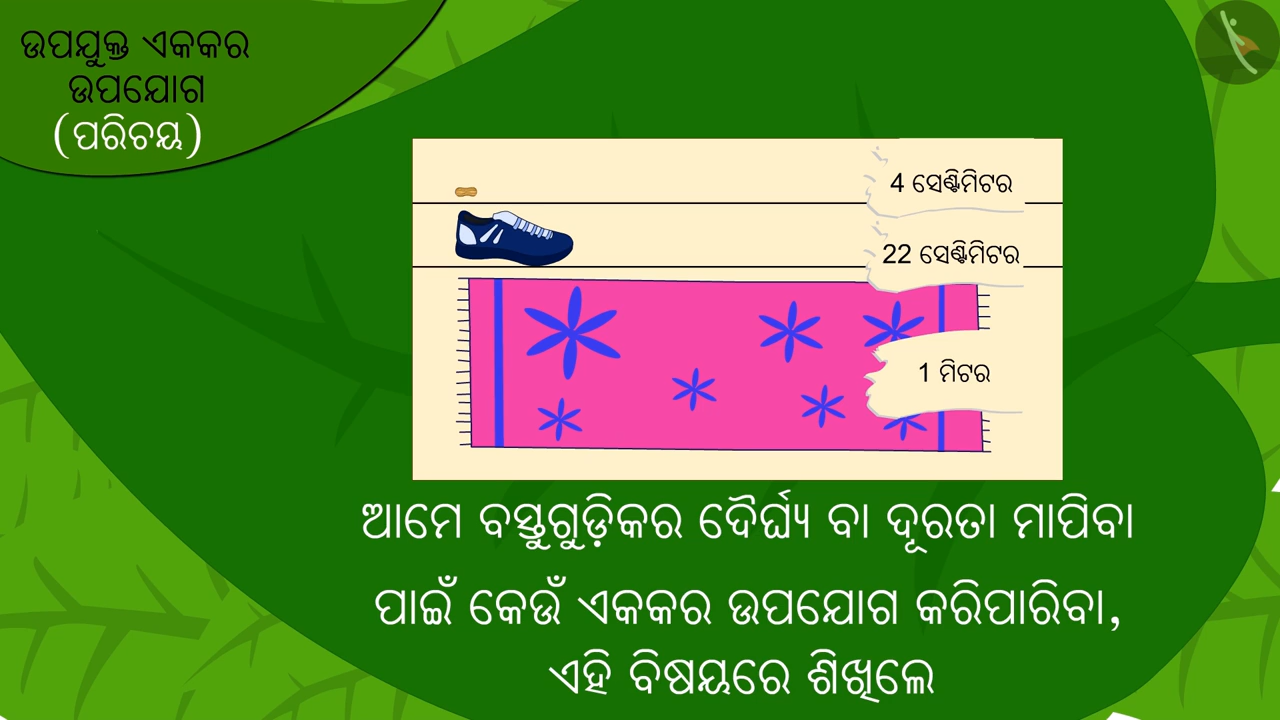 ଉପଯୁକ୍ତ ଏକକର
ଉପଯୋଗ
(ପରିଚୟ)
4 ସେଣ୍ଟିମିଟର
22 ସେଣ୍ଟିମିଟର
1 ମିଟର
ଆମେ ବସ୍ତୁଗୁଡ଼ିକର ଦୈର୍ଘ୍ୟ ବା ଦୂରତା ମାପିବା
ପାଇଁ କେଉଁ ଏକକର ଉପଯୋଗ କରିପାରିବା,
ଏହି ବିଷୟରେ ଶିଖିଲେ